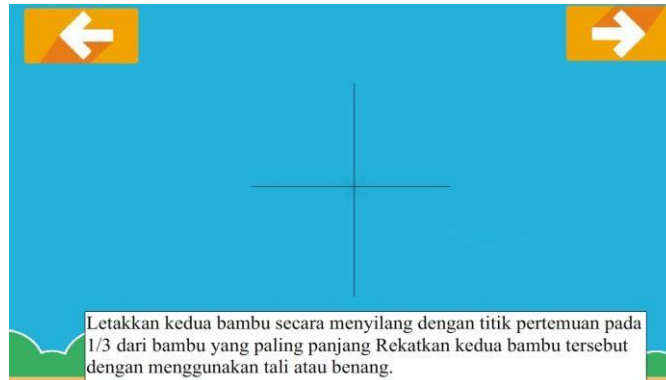 Letakkan kedua bambu secara menyilang dengan titik pertemuan pada
1/3 dari bambu yang paling panjang Rekatkan kedua bambu tersebut
dengan menggunakan tali atau benang.